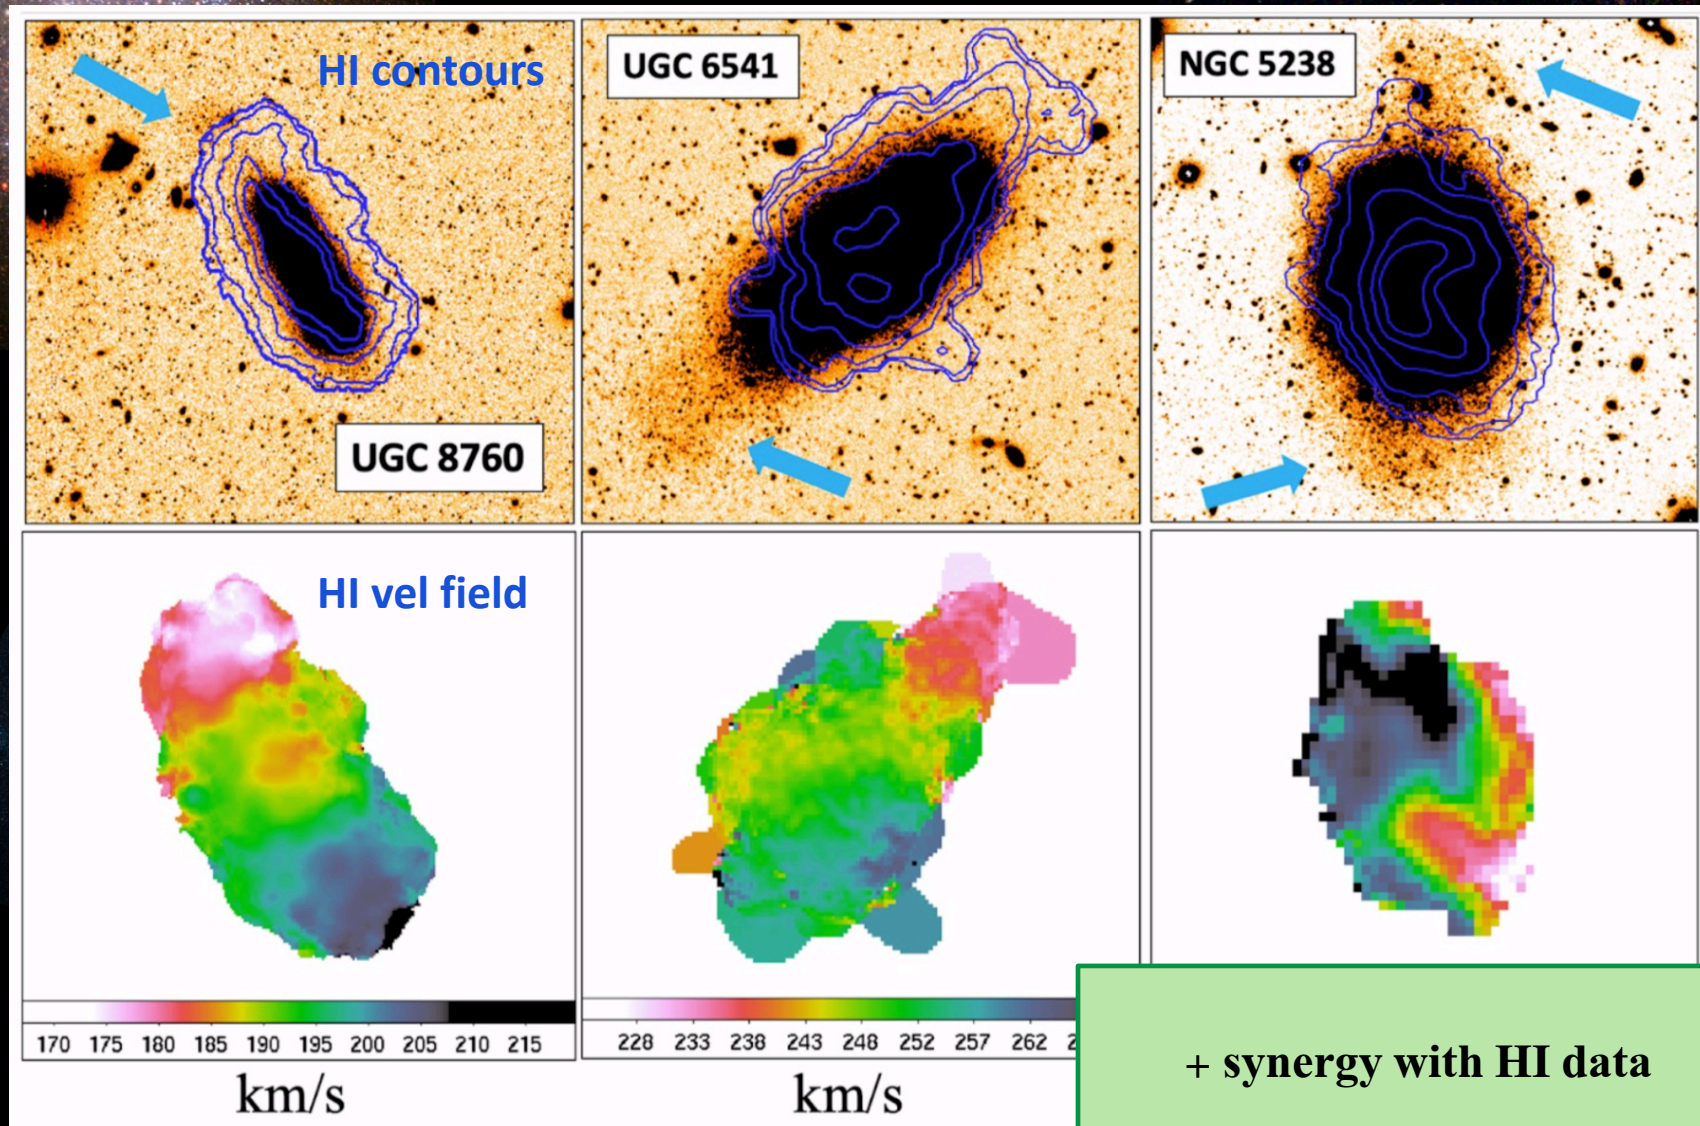 HI contours
UGC 6541
NGC 5238
UGC 8760
HI vel field
170 175 180 185 190 195 200 205 210 215
228 233 238 243 248 252 257 262
km/s
km/s
+ synergy with HI data